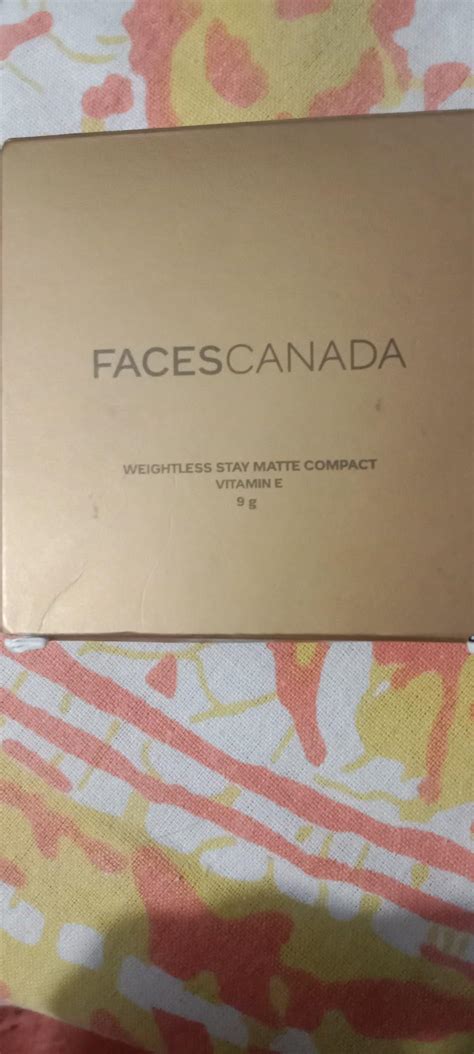 FACESCANADA
WEIGHTLESS STAY MATTE COMPACT
VITAMIN E
9 g